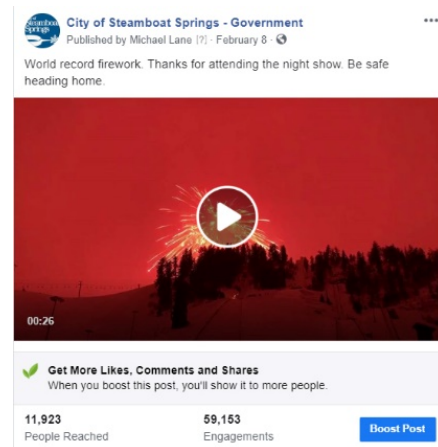 Steamboat
Springs
City of Steamboat Springs - Government
Published by Michael Lane [?] · February 8 ·
World record firework. Thanks for attending the night show. Be safe
heading home.
00:26
Get More Likes, Comments and Shares
When you boost this post, you'll show it to more people.
11,923
59,153
Boost Post
People Reached
Engagements